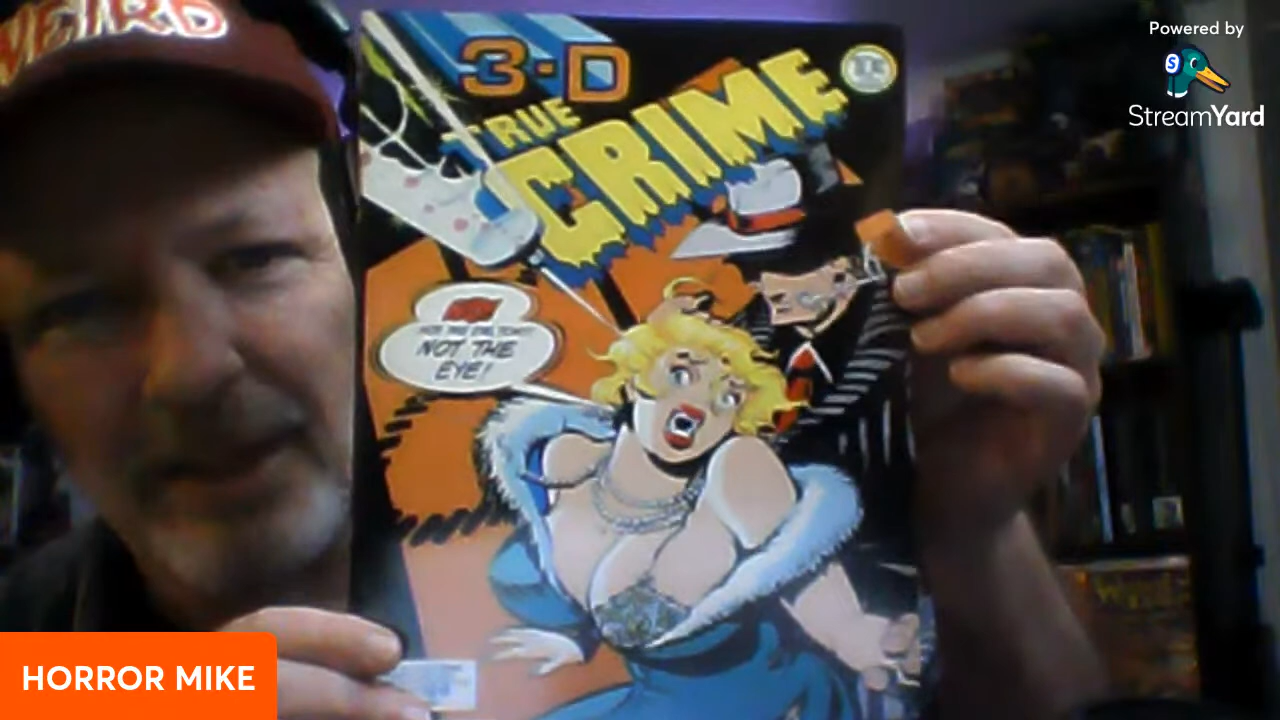 WEIRD
3-D
TRUE
CRIME
NOT THE
EYE!
Powered by
StreamYard
HORROR MIKE